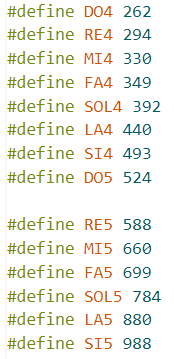 #define DO4 262
#define RE4 294
#define MI4 330
#define FA4 349
#define SOL4 392
#define LA4 440
#define SI4 493
#define DO5 524
#define RE5 588
#define MI5 660
#define FA5 699
#define SOL5 784
#define LA5 880
#define SI5 988